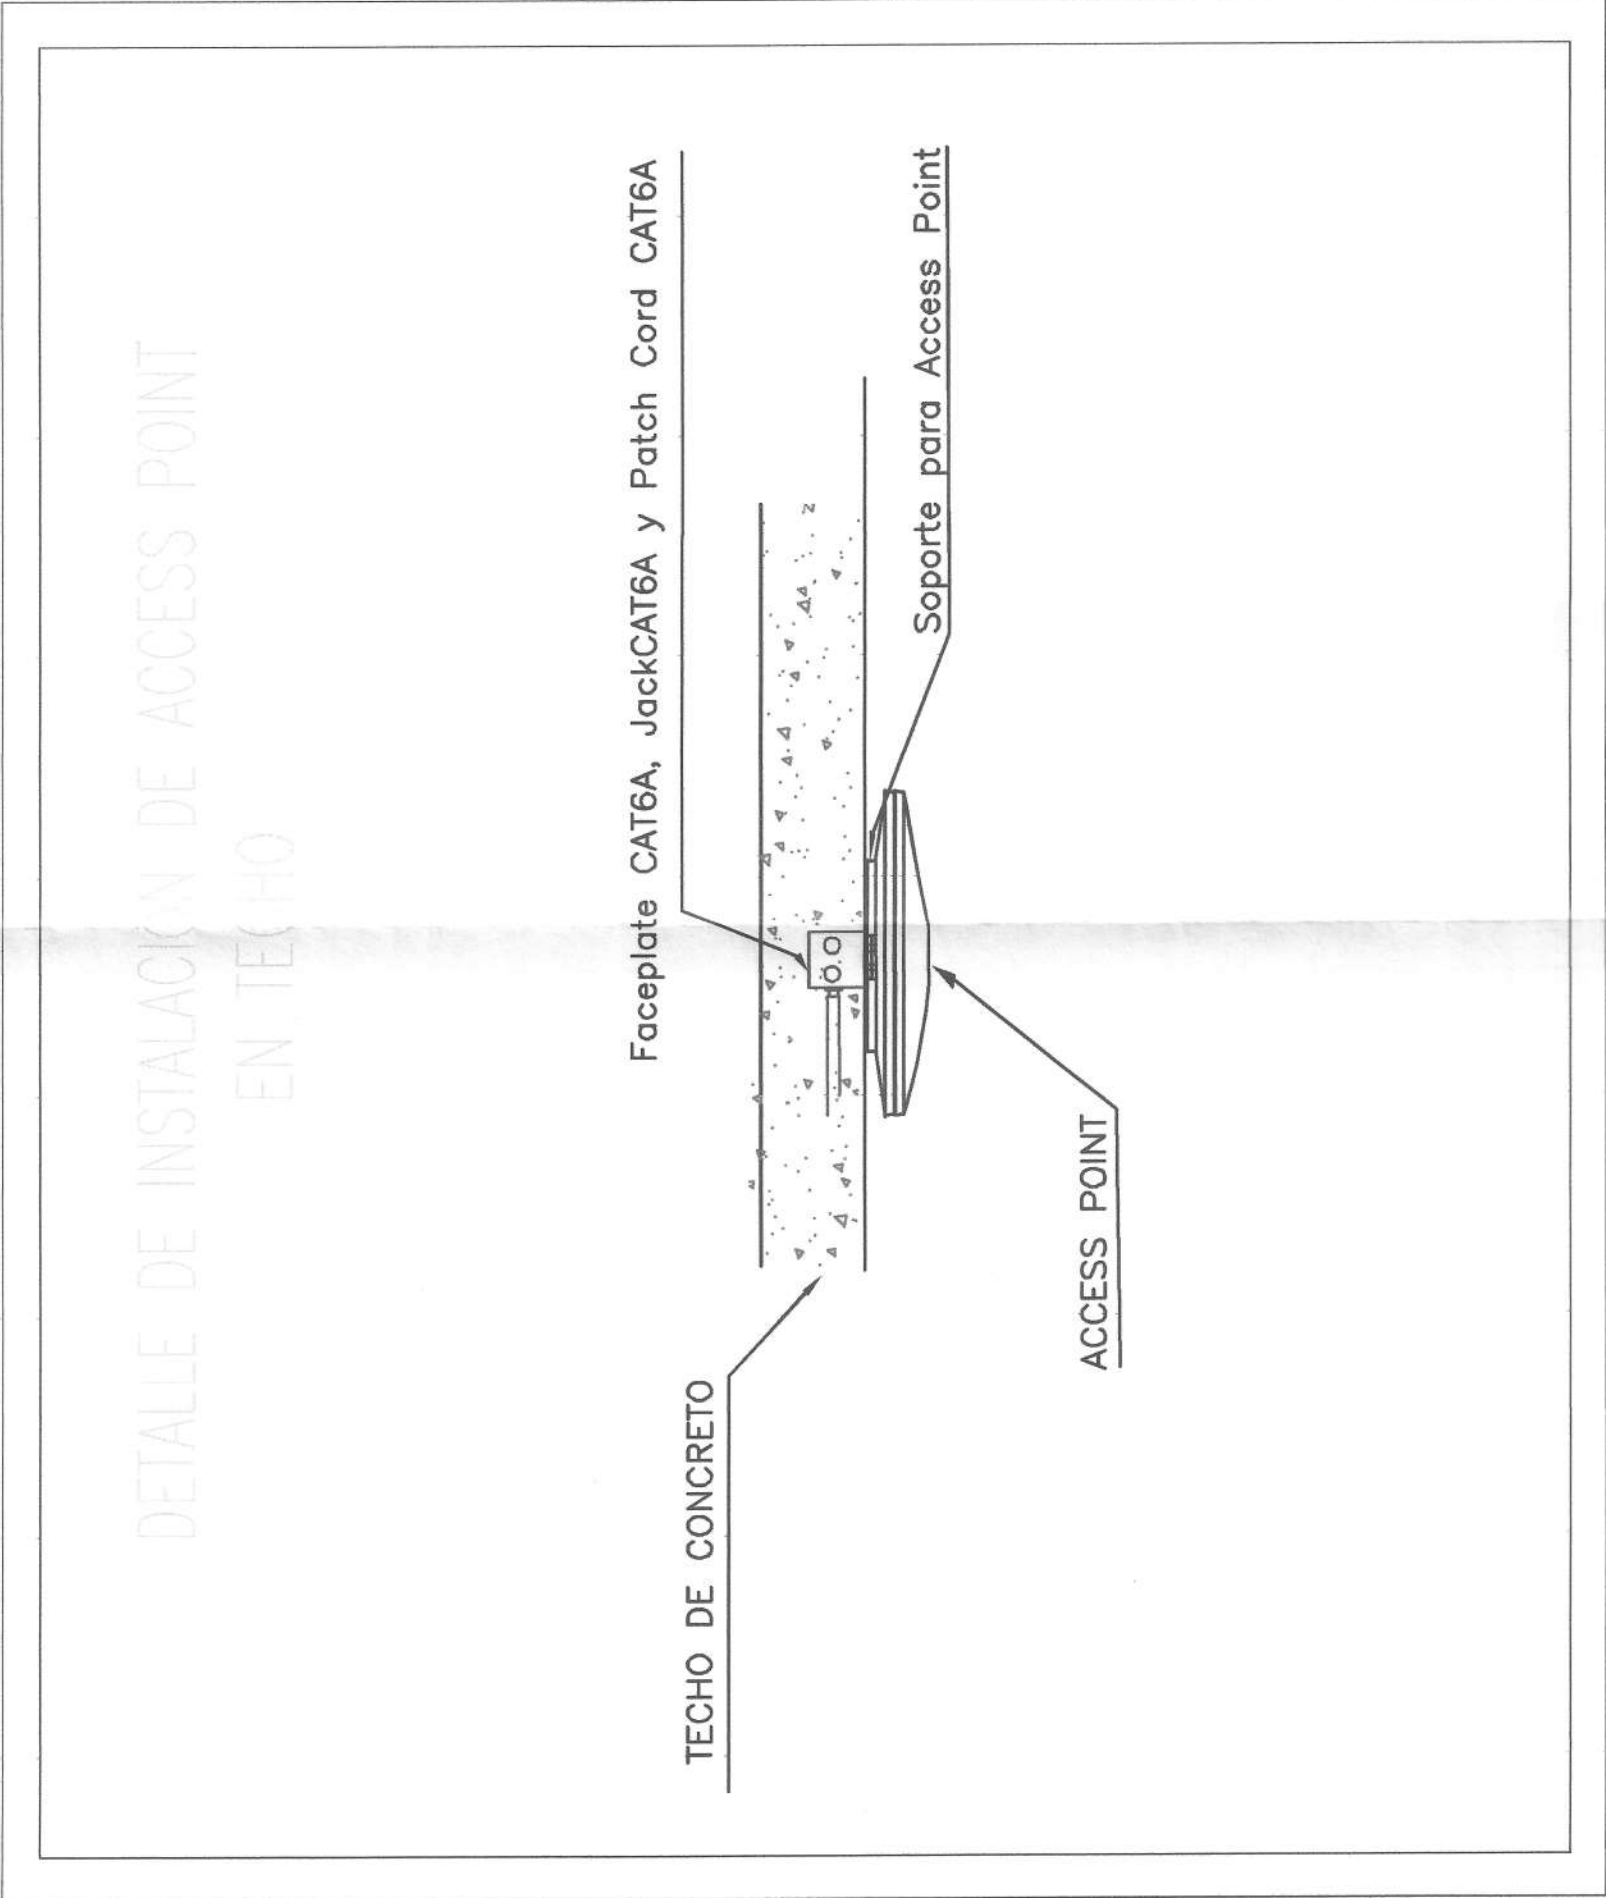 DETALLE DE INSTALACION DE ACCESS POINT
EN TECHO
Faceplate CAT6A, JackCAT6A y Patch Cord CAT6A
TECHO DE CONCRETO
Soporte para Access Point
ACCESS POINT